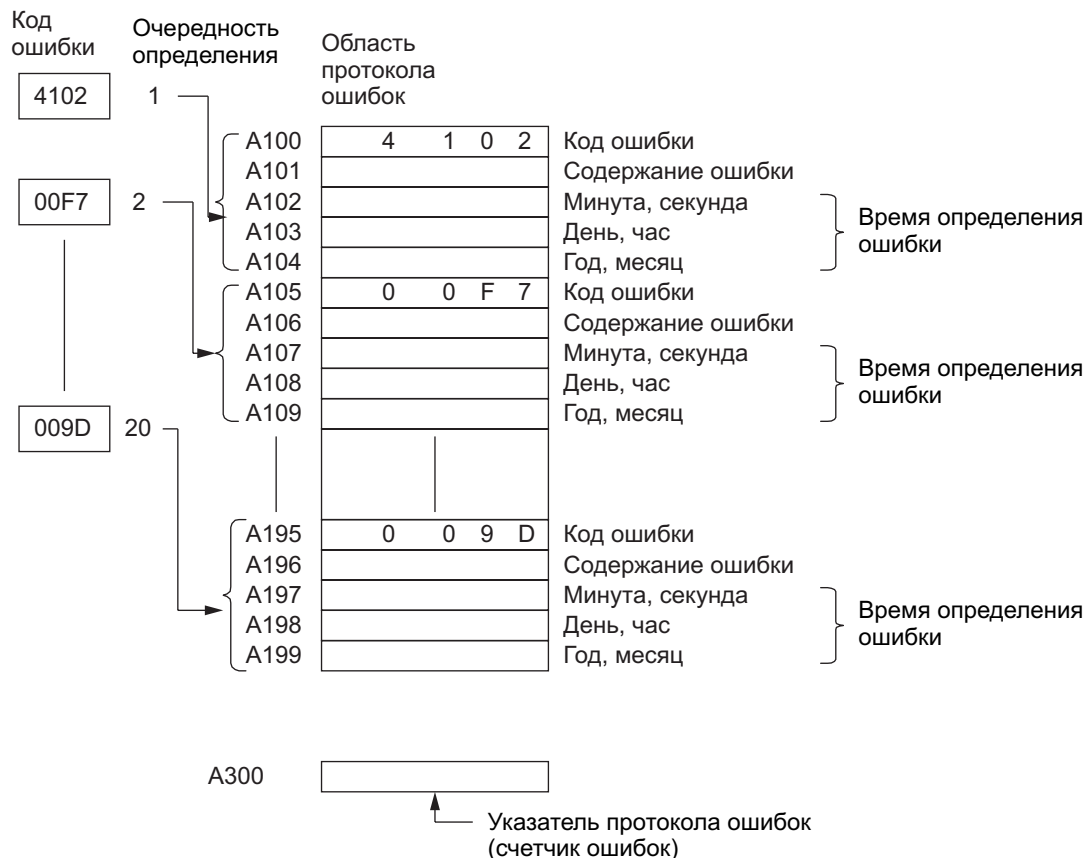 Код
ошибки
Очередность
определения
Область
протокола
ошибок
4102 1
A100 4 1 0 2 Код ошибки
A101 Содержание ошибки
00F7 2
A102 Минута, секунда
A103 День, час
A104 Год, месяц
Время определения
ошибки
A105 0 0 F 7 Код ошибки
A106 Содержание ошибки
A107 Минута, секунда
A108 День, час
A109 Год, месяц
Время определения
ошибки
009D 20
A195 0 0 9 D Код ошибки
A196 Содержание ошибки
A197 Минута, секунда
A198 День, час
A199 Год, месяц
Время определения
ошибки
A300
Указатель протокола ошибок
(счетчик ошибок)